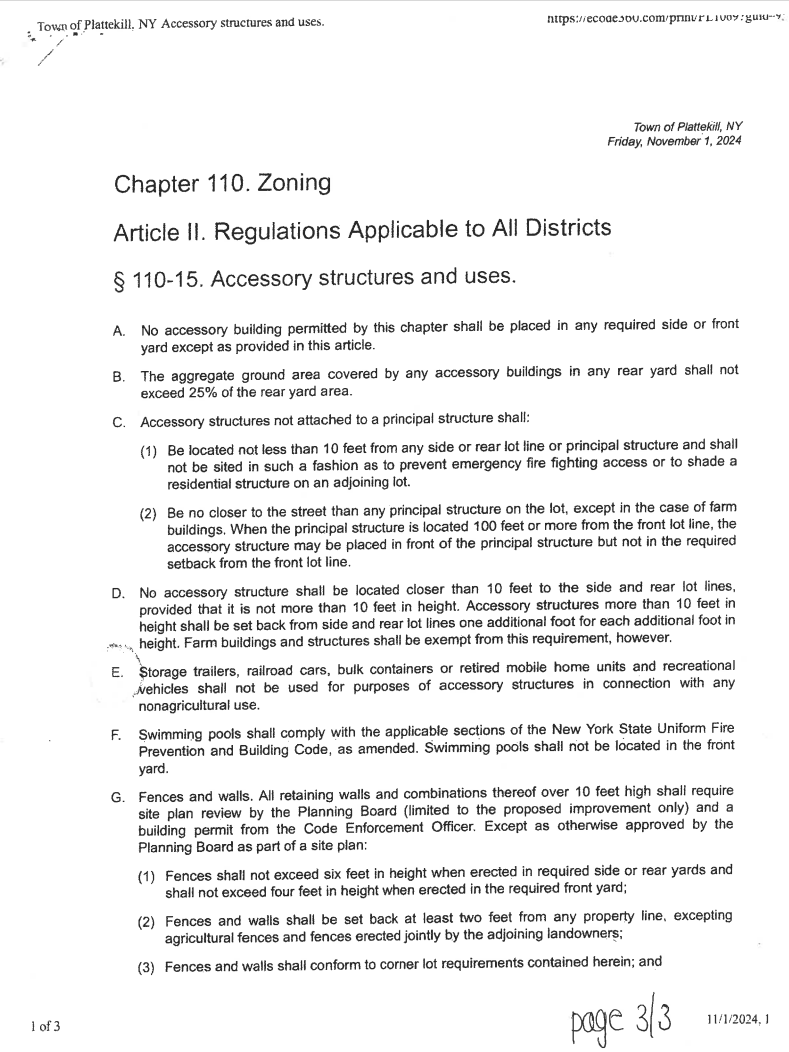 Town of Plattekill, NY Accessory structures and uses.
Town of Plattekill, NY
Friday, November 1, 2024
Chapter 110. Zoning
Article II. Regulations Applicable to All Districts
§ 110-15. Accessory structures and uses.
A. No accessory building permitted by this chapter shall be placed in any required side or front
yard except as provided in this article.
B. The aggregate ground area covered by any accessory buildings in any rear yard shall not
exceed 25% of the rear yard area.
C. Accessory structures not attached to a principal structure shall:
(1) Be located not less than 10 feet from any side or rear lot line or principal structure and shall
not be sited in such a fashion as to prevent emergency fire fighting access or to shade a
residential structure on an adjoining lot.
(2) Be no closer to the street than any principal structure on the lot, except in the case of farm
buildings. When the principal structure is located 100 feet or more from the front lot line, the
accessory structure may be placed in front of the principal structure but not in the required
setback from the front lot line.
D. No accessory structure shall be located closer than 10 feet to the side and rear lot lines,
provided that it is not more than 10 feet in height. Accessory structures more than 10 feet in
height shall be set back from side and rear lot lines one additional foot for each additional foot in
height. Farm buildings and structures shall be exempt from this requirement, however.
E. Storage trailers, railroad cars, bulk containers or retired mobile home units and recreational
vehicles shall not be used for purposes of accessory structures in connection with any
nonagricultural use.
F. Swimming pools shall comply with the applicable sections of the New York State Uniform Fire
Prevention and Building Code, as amended. Swimming pools shall not be located in the front
yard.
G. Fences and walls. All retaining walls and combinations thereof over 10 feet high shall require
site plan review by the Planning Board (limited to the proposed improvement only) and a
building permit from the Code Enforcement Officer. Except as otherwise approved by the
Planning Board as part of a site plan:
(1) Fences shall not exceed six feet in height when erected in required side or rear yards and
shall not exceed four feet in height when erected in the required front yard;
(2) Fences and walls shall be set back at least two feet from any property line, excepting
agricultural fences and fences erected jointly by the adjoining landowners;
(3) Fences and walls shall conform to corner lot requirements contained herein; and
1 of 3
page 3/3
11/1/2024, 1